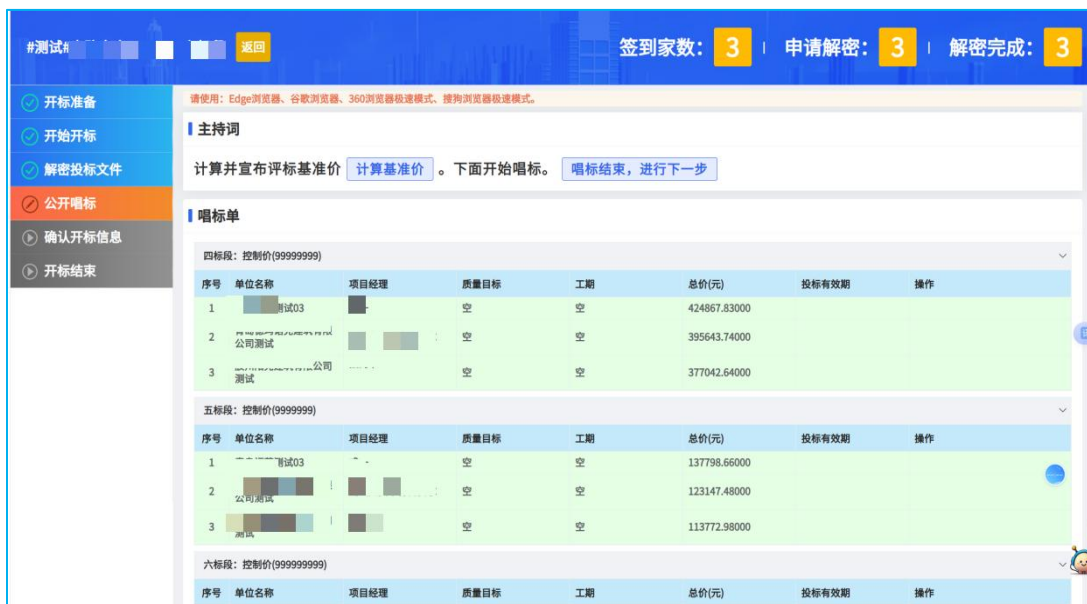 #测试#
返回
签到家数： 3 | 申请解密： 3 | 解密完成： 3
开标准备
开始开标
解密投标文件
公开唱标
确认开标信息
开标结束
请使用：Edge浏览器、谷歌浏览器、360浏览器极速模式、搜狗浏览器极速模式。
主持词
计算并宣布评标基准价 计算基准价 。下面开始唱标。 唱标结束，进行下一步
唱标单
四标段：控制价(99999999)
序号 单位名称 项目经理 质量目标 工期 总价(元) 投标有效期 操作
1 测试03 空 空 424867.83000
2 公司测试 空 空 395643.74000
3 公司测试 空 空 377042.64000
五标段：控制价(9999999)
序号 单位名称 项目经理 质量目标 工期 总价(元) 投标有效期 操作
1 测试03 空 空 137798.66000
2 公司测试 空 空 123147.48000
3 测试 空 空 113772.98000
六标段：控制价(999999999)
序号 单位名称 项目经理 质量目标 工期 总价(元) 投标有效期 操作